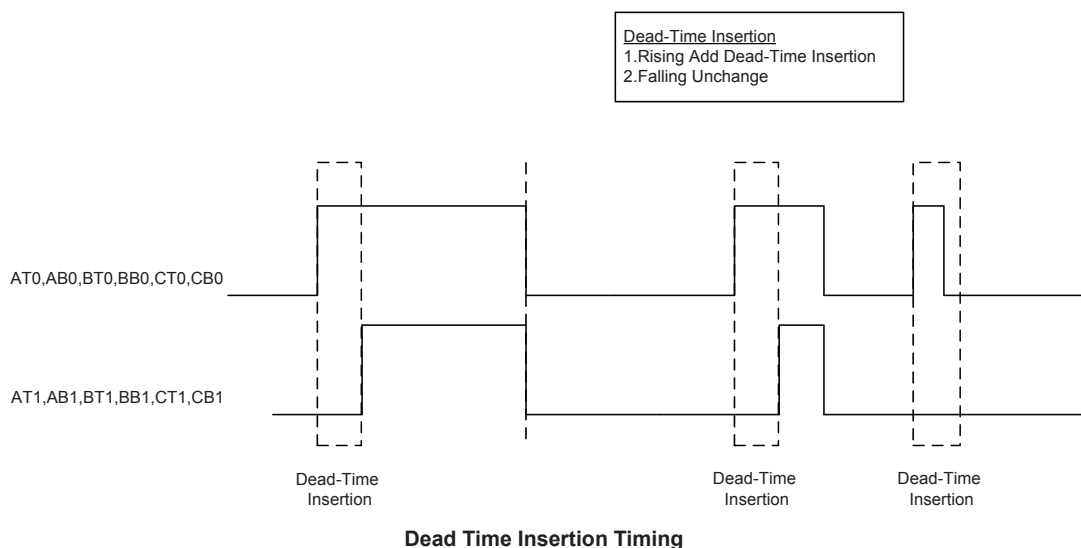 Dead-Time Insertion
1.Rising Add Dead-Time Insertion
2.Falling Unchange
AT0,AB0,BT0,BB0,CT0,CB0
AT1,AB1,BT1,BB1,CT1,CB1
Dead-Time
Insertion
Dead-Time
Insertion
Dead-Time
Insertion
Dead Time Insertion Timing